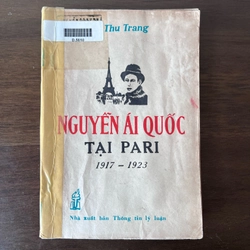 Thu Trang
NGUYỄN ÁI QUỐC
TẠI PARI
1917 - 1923
Nhà xuất bản Thông tin lý luận